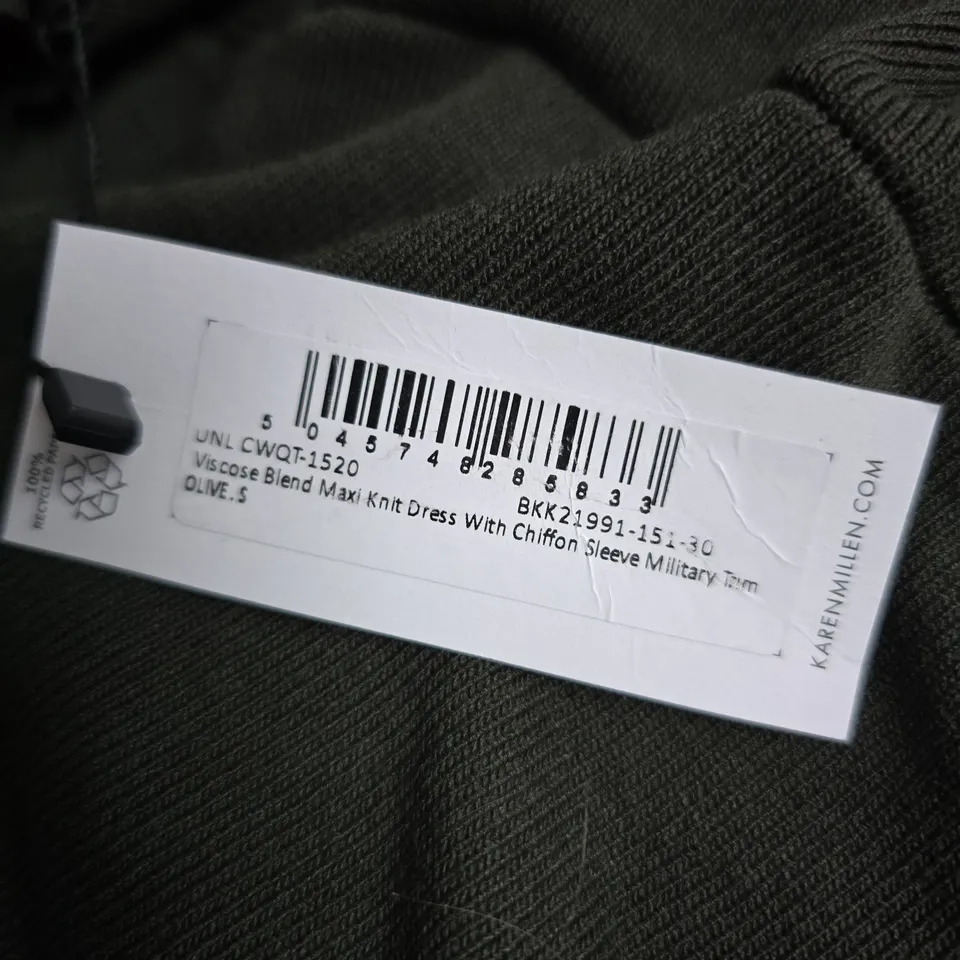 5 045748 285833
UNL CWQT-1520
BKK21991-151-30
Viscose Blend Maxi Knit Dress With Chiffon Sleeve Military Trim
OLIVE.S
100%
RECYCLED
KARENMILLEN.COM